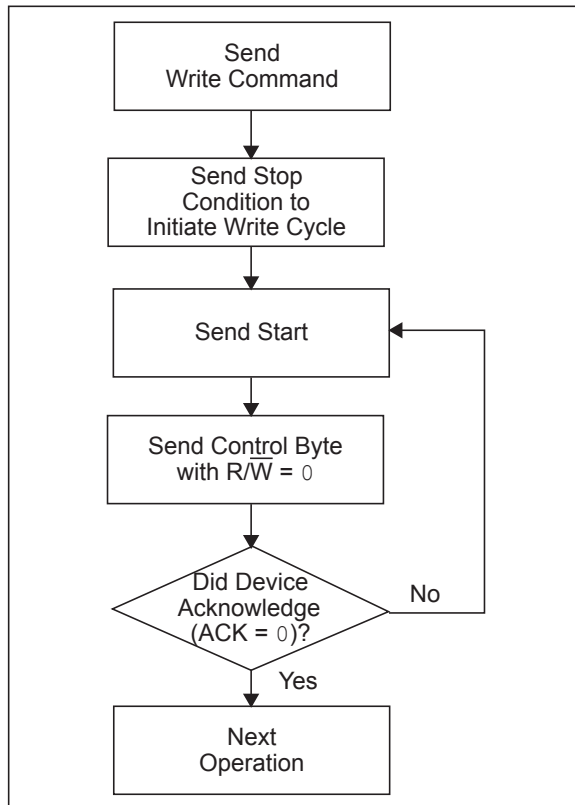 Send
Write Command
Send Stop
Condition to
Initiate Write Cycle
Send Start
Send Control Byte
with R/W̅ = 0
Did Device
Acknowledge
(ACK = 0)?
No
Yes
Next
Operation